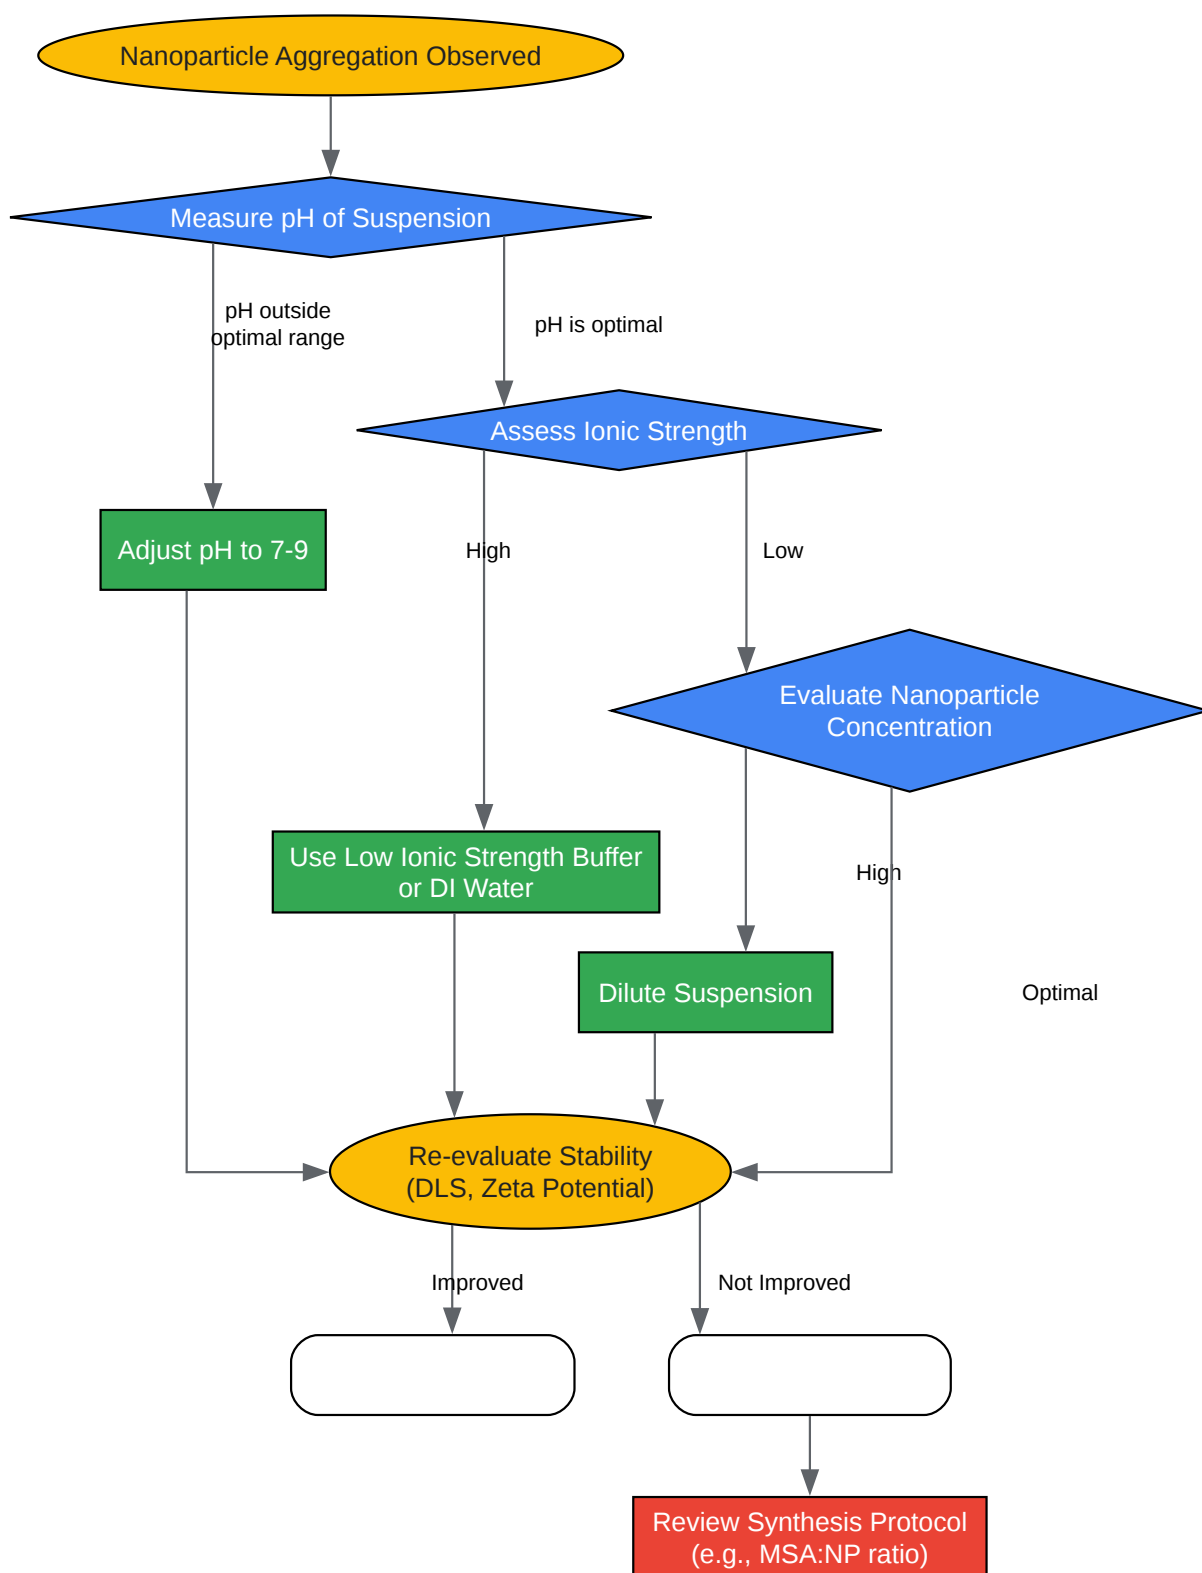 Nanoparticle Aggregation Observed
Measure pH of Suspension
pH outside
optimal range
pH is optimal
Assess Ionic Strength
Adjust pH to 7-9
High
Low
Evaluate Nanoparticle
Concentration
Use Low Ionic Strength Buffer
or DI Water
High
Dilute Suspension
Optimal
Re-evaluate Stability
(DLS, Zeta Potential)
Improved
Not Improved
Review Synthesis Protocol
(e.g., MSA:NP ratio)